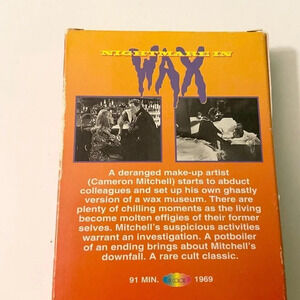 NIGHTMARE IN
WAX
A deranged make-up artist
(Cameron Mitchell) starts to abduct
colleagues and set up his own ghastly
version of a wax museum. There are
plenty of chilling moments as the living
become molten effigies of their former
selves. Mitchell's suspicious activities
warrant an investigation. A potboiler
of an ending brings about Mitchell's
downfall. A rare cult classic.
91 MIN. 1969